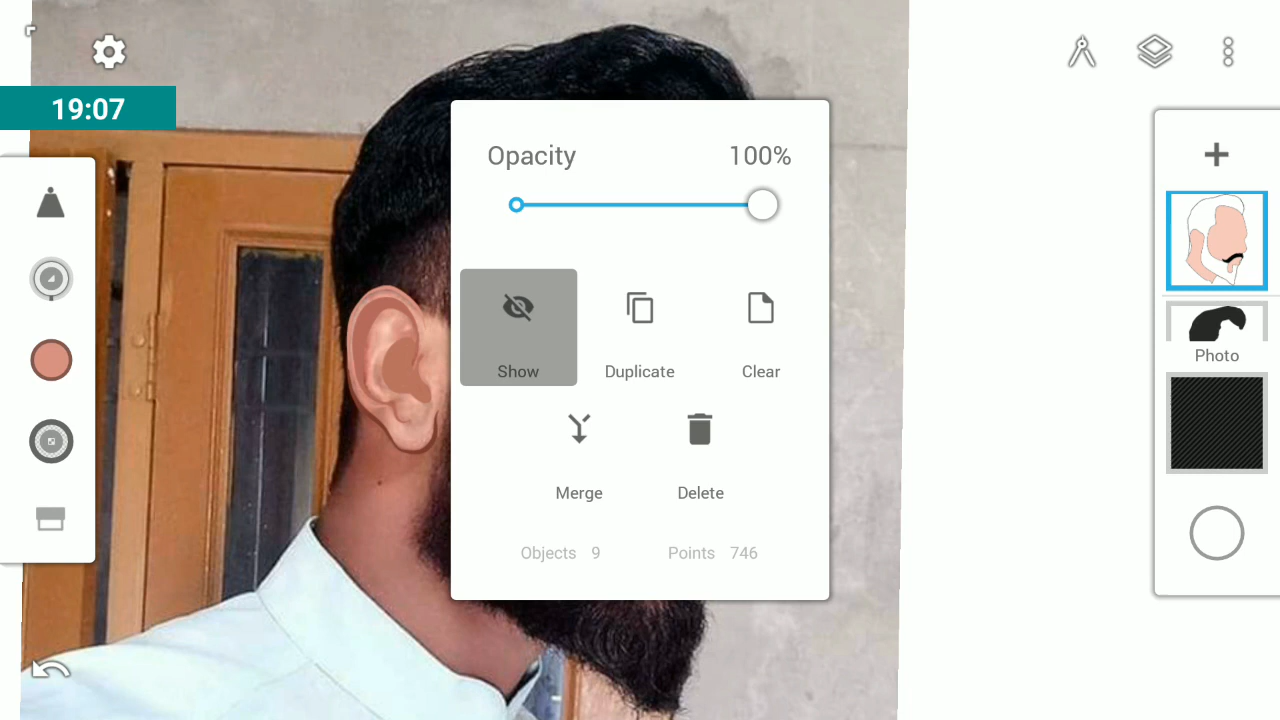 19:07
Opacity 100%
Show Duplicate Clear
Merge Delete
Objects 9 Points 746
Photo